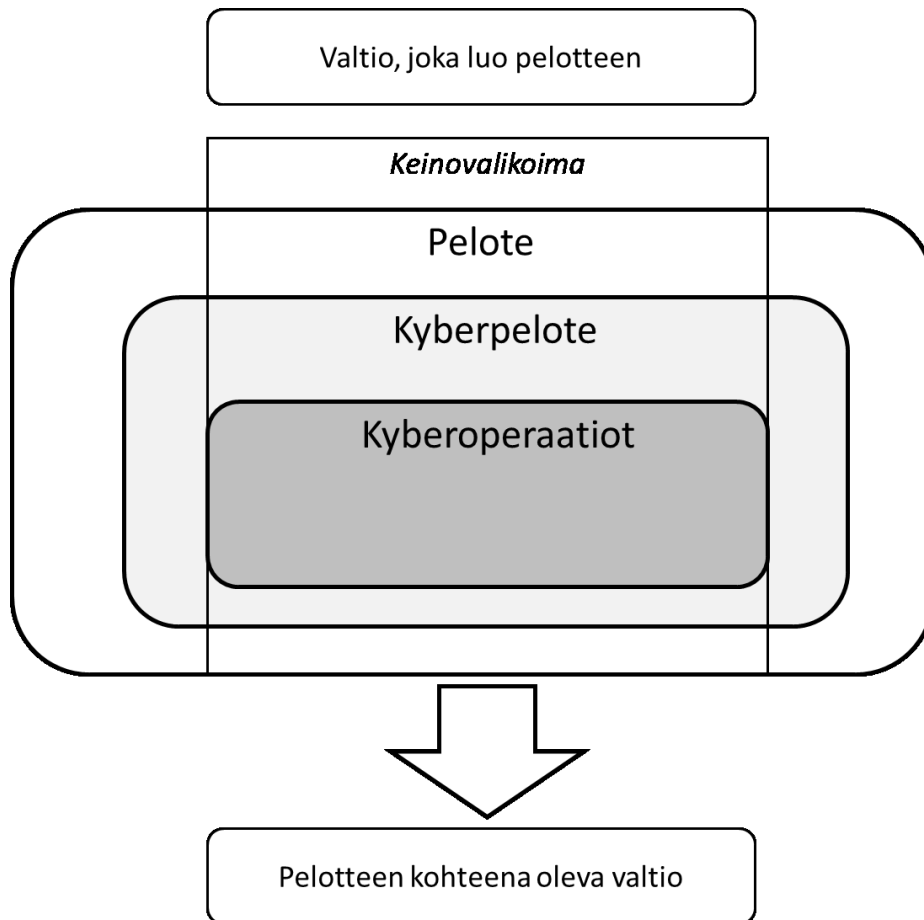 Valtio, joka luo pelotteen
Keinovalikoima
Pelote
Kyberpelote
Kyberoperaatiot
Pelotteen kohteena oleva valtio